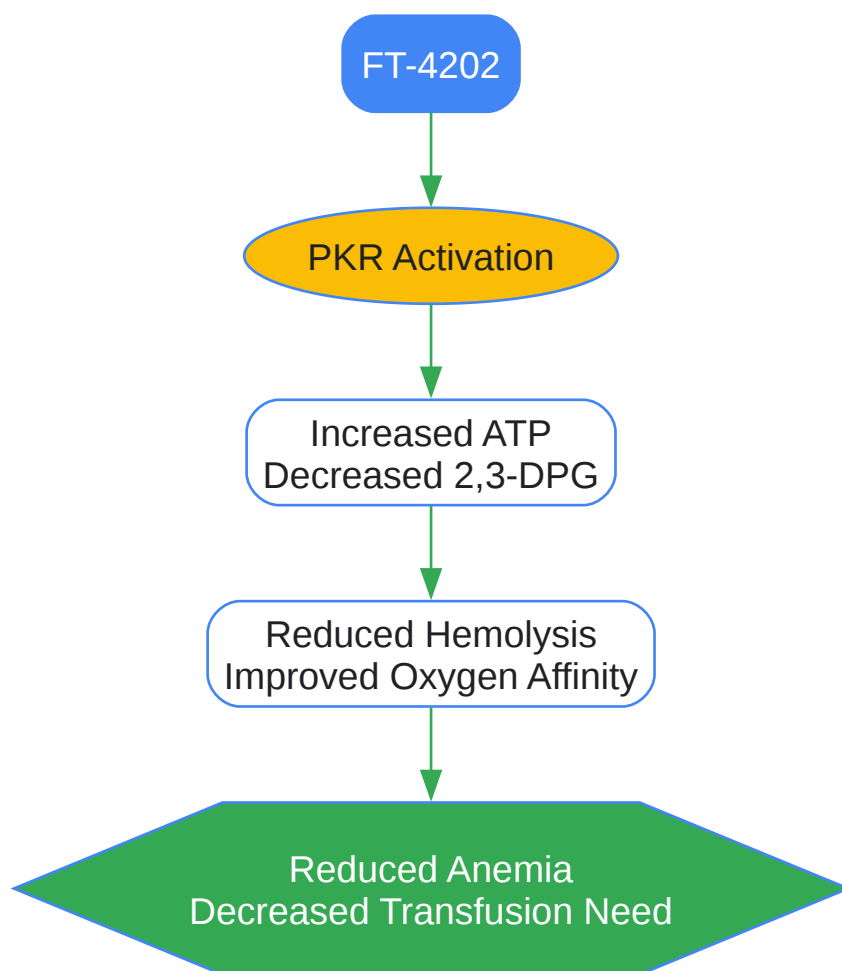 FT-4202
PKR Activation
Increased ATP
Decreased 2,3-DPG
Reduced Hemolysis
Improved Oxygen Affinity
Reduced Anemia
Decreased Transfusion Need